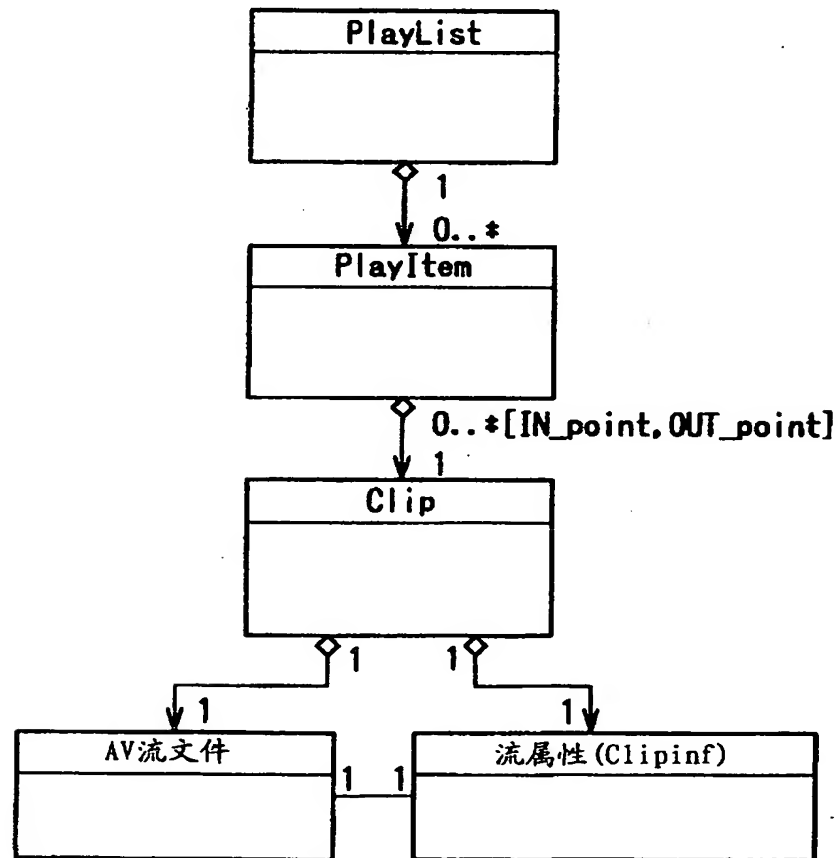 PlayList
1
0..*
PlayItem
0..*[IN_point,OUT_point]
1
Clip
1
1
1
1
AV流文件
流属性(Clipinf)
1
1